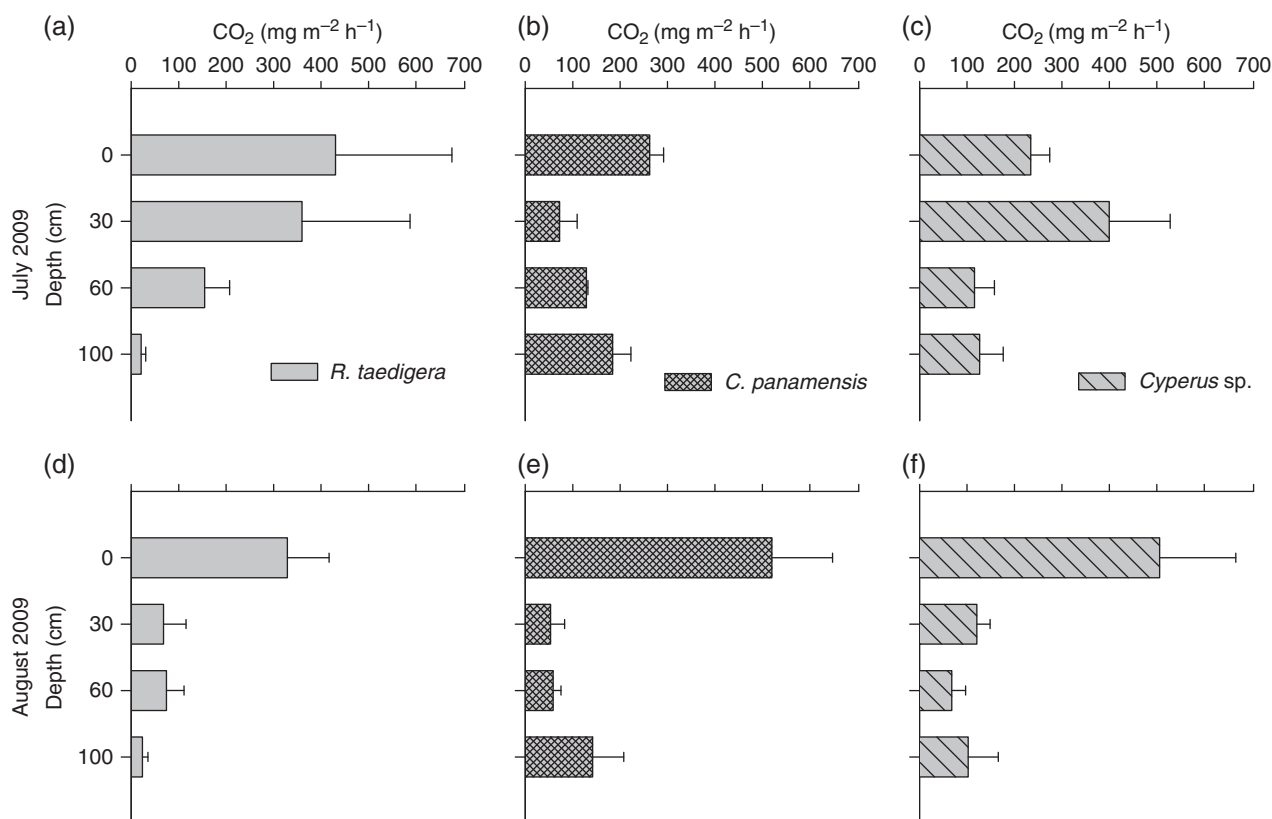 (a) CO₂ (mg m⁻² h⁻¹) (b) CO₂ (mg m⁻² h⁻¹) (c) CO₂ (mg m⁻² h⁻¹)
0 100 200 300 400 500 600 700 0 100 200 300 400 500 600 700 0 100 200 300 400 500 600 700
July 2009
Depth (cm)
0
30
60
100
R. taedigera C. panamensis Cyperus sp.
(d) (e) (f)
August 2009
Depth (cm)
0
30
60
100